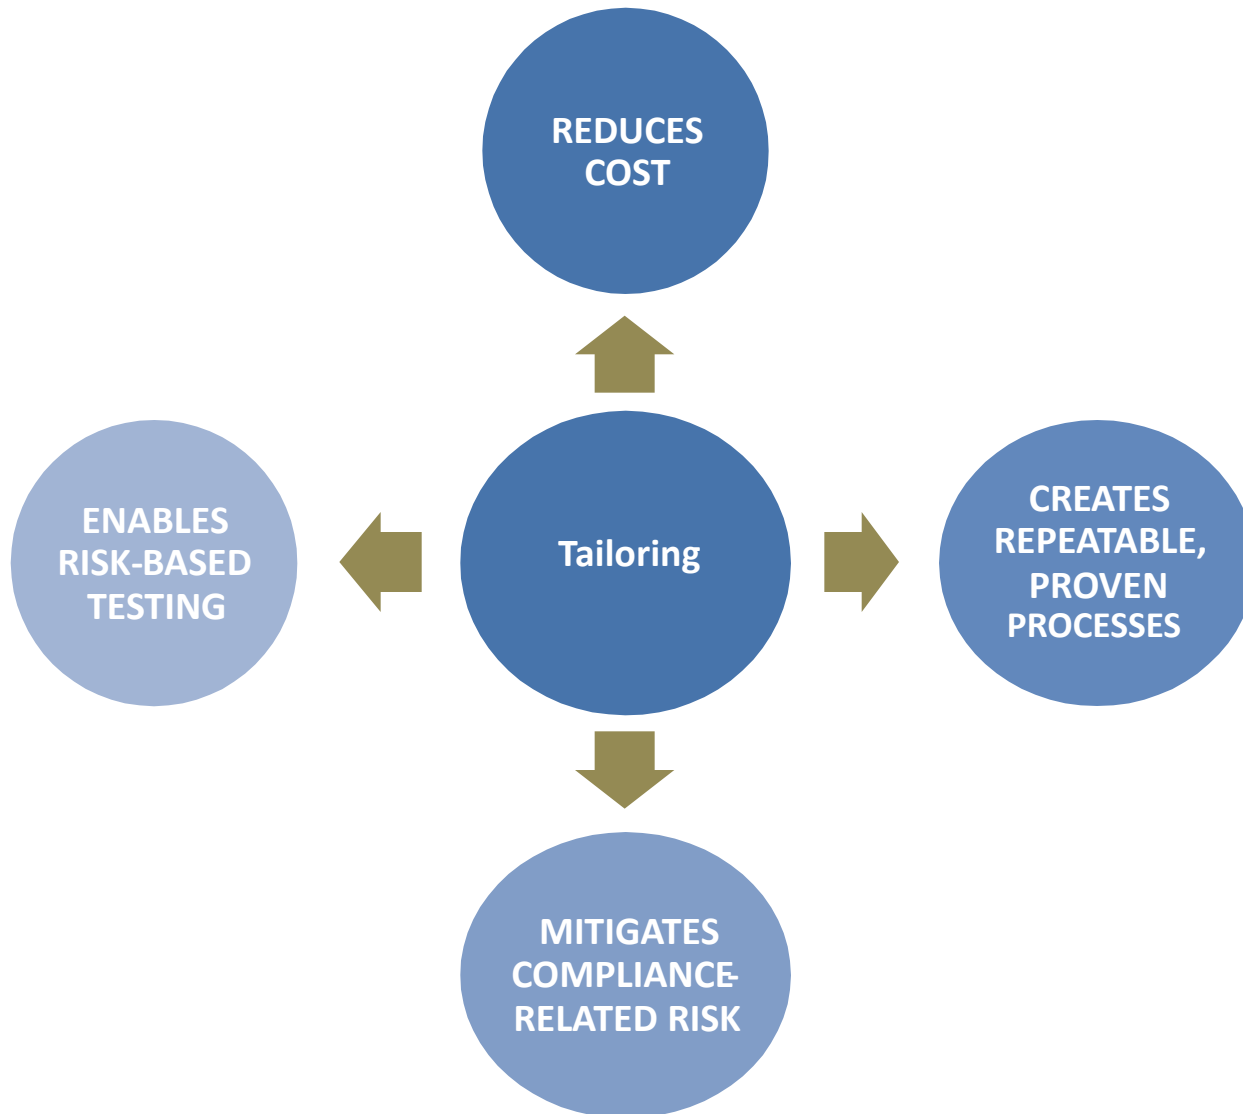 REDUCES
COST
ENABLES
RISK-BASED
TESTING
Tailoring
CREATES
REPEATABLE,
PROVEN
PROCESSES
MITIGATES
COMPLIANCE-
RELATED RISK